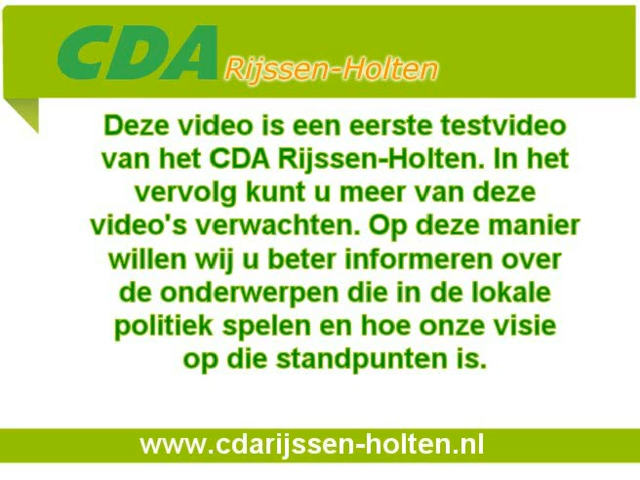 CDA Rijssen-Holten
Deze video is een eerste testvideo
van het CDA Rijssen-Holten. In het
vervolg kunt u meer van deze
video's verwachten. Op deze manier
willen wij u beter informeren over
de onderwerpen die in de lokale
politiek spelen en hoe onze visie
op die standpunten is.
www.cdarijssen-holten.nl